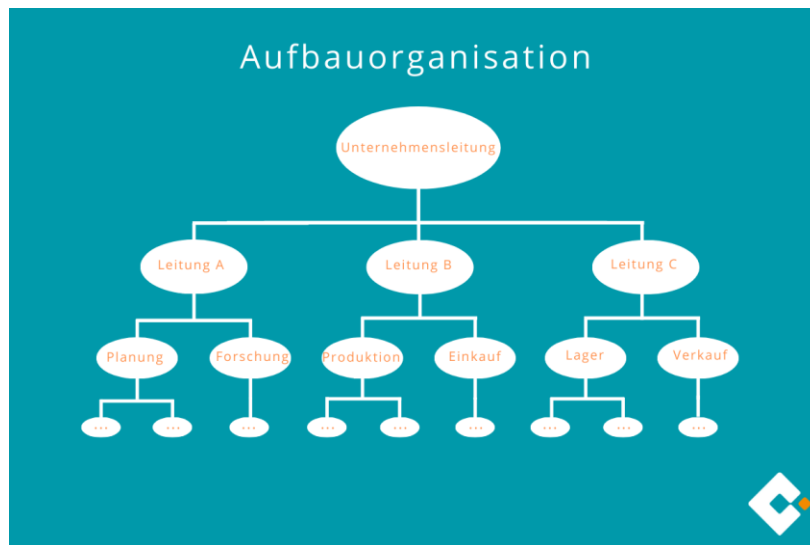 Aufbauorganisation
Unternehmensleitung
Leitung A
Leitung B
Leitung C
Planung
Forschung
Produktion
Einkauf
Lager
Verkauf
...
...
...
...
...
...
...
...
...